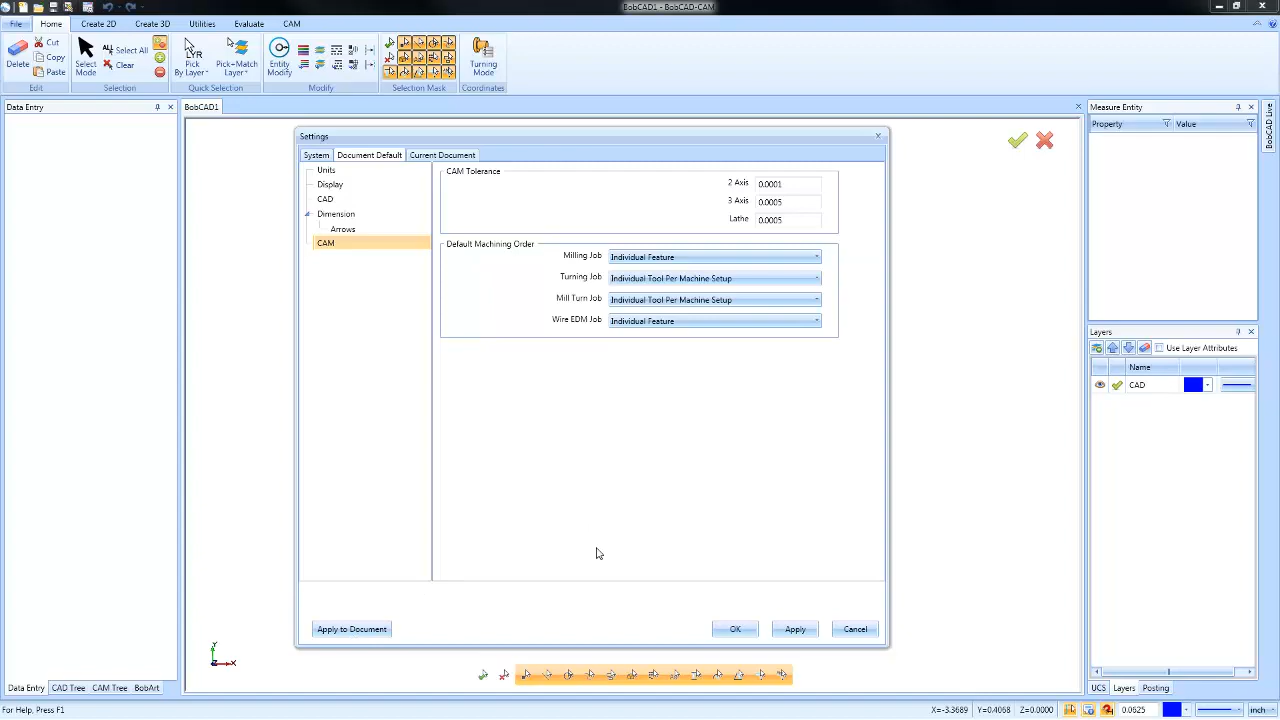 BobCAD1 - BobCAD-CAM
File Home Create 2D Create 3D Utilities Evaluate CAM
Delete Cut Copy Paste
Select Mode Select All Clear
LYR
Pick By Layer Pick-Match Layer
Entity Modify
Turning Mode
Edit Selection Quick Selection Modify Selection Mask Coordinates
Data Entry
BobCAD1
Measure Entity
Property Value
BobCAD Live
Settings
System Document Default Current Document
Units
Display
CAD
Dimension
Arrows
CAM
CAM Tolerance
2 Axis 0.0001
3 Axis 0.0005
Lathe 0.0005
Default Machining Order
Milling Job Individual Feature
Turning Job Individual Tool Per Machine Setup
Mill Turn Job Individual Tool Per Machine Setup
Wire EDM Job Individual Feature
Apply to Document OK Apply Cancel
Layers
Use Layer Attributes
Name
CAD
Y
X
Data Entry CAD Tree CAM Tree BobArt
UCS Layers Posting
For Help, Press F1
X=-3.3689 Y=0.4068 Z=0.0000 0.0625 inch